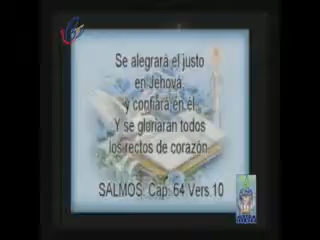 Se alegrará el justo
en Jehová,
y confiará en él
Y se gloriarán todos
los rectos de corazón
SALMOS. Cap. 64 Vers.10